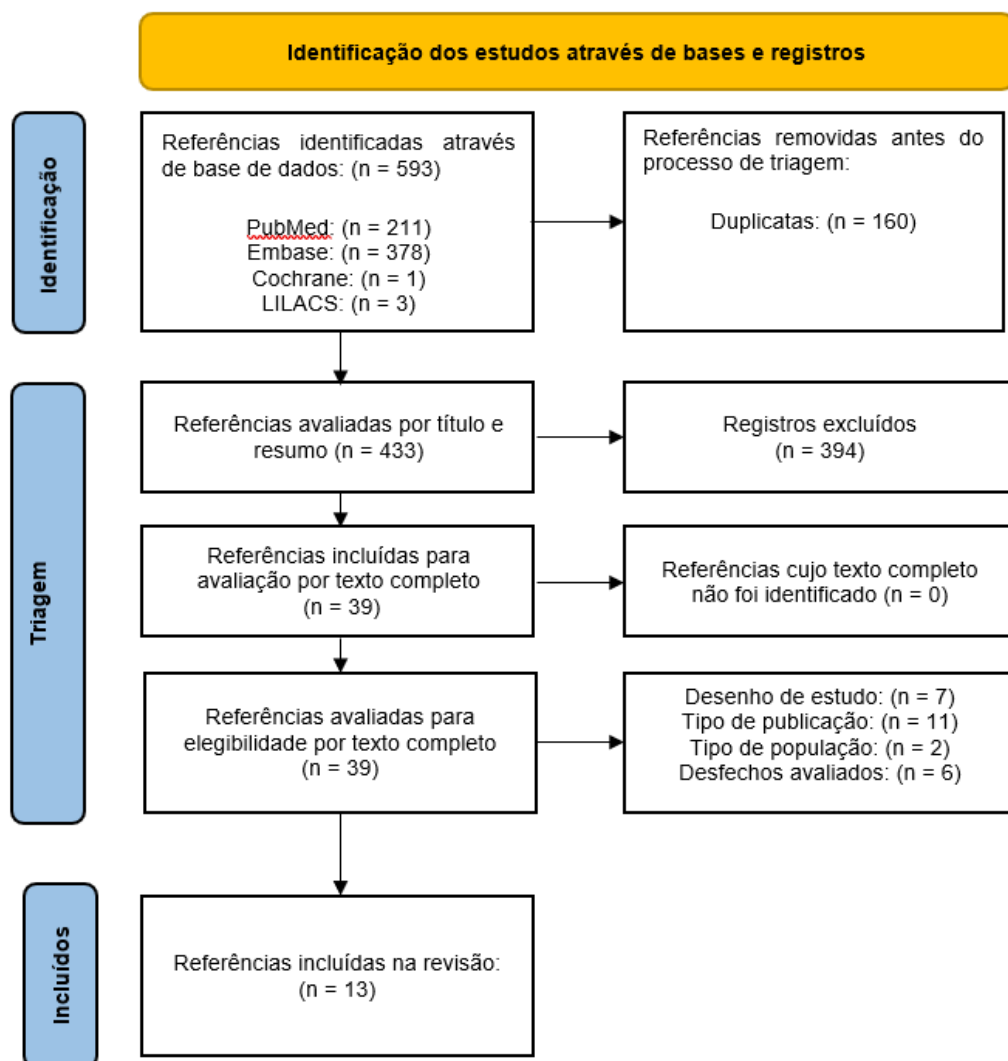 Identificação dos estudos através de bases e registros
Identificação
Referências identificadas através
de base de dados: (n = 593)
PubMed: (n = 211)
Embase: (n = 378)
Cochrane: (n = 1)
LILACS: (n = 3)
Referências removidas antes do
processo de triagem:
Duplicatas: (n = 160)
Triagem
Referências avaliadas por título e
resumo (n = 433)
Registros excluídos
(n = 394)
Referências incluídas para
avaliação por texto completo
(n = 39)
Referências cujo texto completo
não foi identificado (n = 0)
Referências avaliadas para
elegibilidade por texto completo
(n = 39)
Desenho de estudo: (n = 7)
Tipo de publicação: (n = 11)
Tipo de população: (n = 2)
Desfechos avaliados: (n = 6)
Incluídos
Referências incluídas na revisão:
(n = 13)